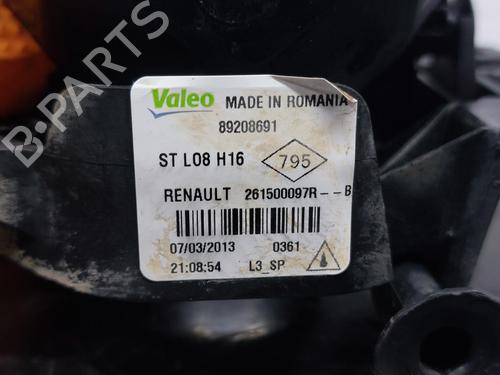 Valeo MADE IN ROMANIA
89208691
ST L08 H16 795
RENAULT 261500097R--B
07/03/2013 0361
21:08:54 L3_SP
B-PARTS